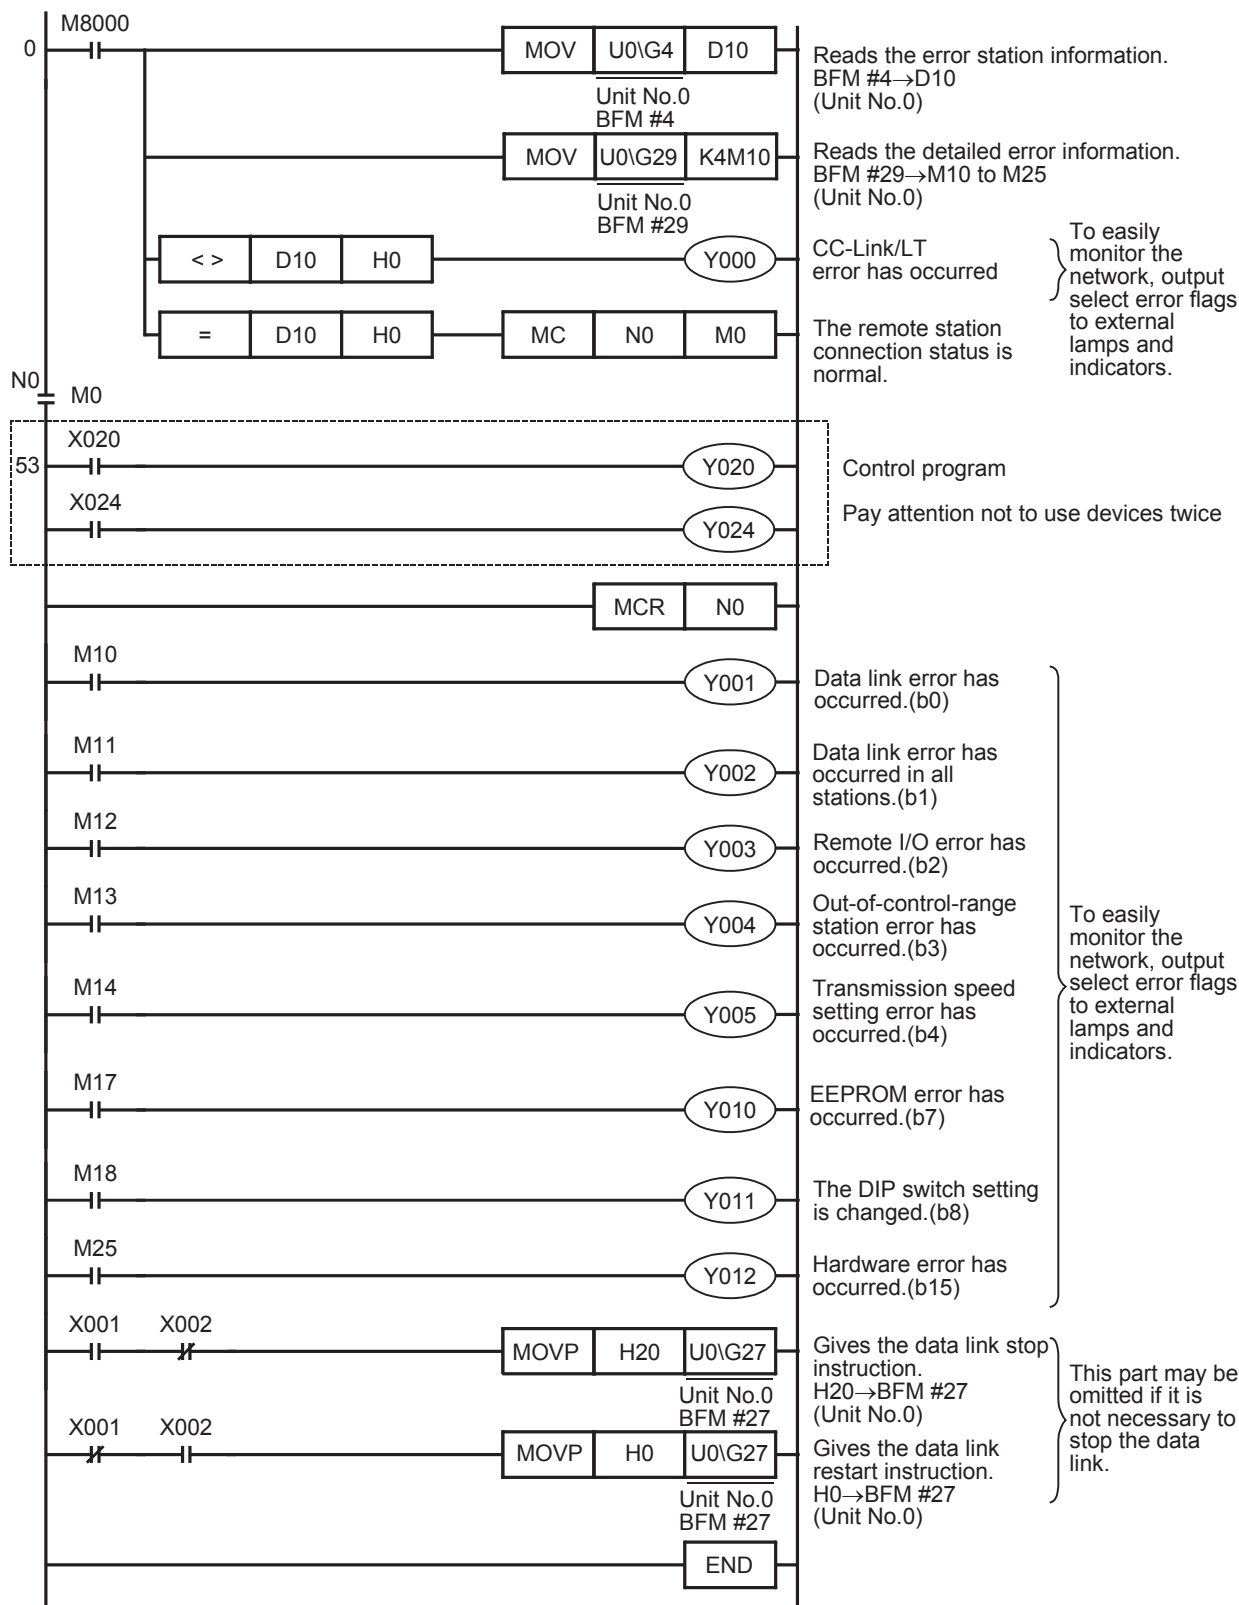 M8000
0
MOV U0\G4 D10
Unit No.0
BFM #4
Reads the error station information.
BFM #4→D10
(Unit No.0)
MOV U0\G29 K4M10
Unit No.0
BFM #29
Reads the detailed error information.
BFM #29→M10 to M25
(Unit No.0)
< > D10 H0 Y000
CC-Link/LT
error has occurred
= D10 H0 MC N0 M0
The remote station
connection status is
normal.
To easily
monitor the
network, output
select error flags
to external
lamps and
indicators.
N0 M0
X020
53 Y020
Control program
X024
Y024
Pay attention not to use devices twice
MCR N0
M10
Y001
Data link error has
occurred.(b0)
M11
Y002
Data link error has
occurred in all
stations.(b1)
M12
Y003
Remote I/O error has
occurred.(b2)
M13
Y004
Out-of-control-range
station error has
occurred.(b3)
M14
Y005
Transmission speed
setting error has
occurred.(b4)
M17
Y010
EEPROM error has
occurred.(b7)
M18
Y011
The DIP switch setting
is changed.(b8)
M25
Y012
Hardware error has
occurred.(b15)
To easily
monitor the
network, output
select error flags
to external
lamps and
indicators.
X001 X002
MOVP H20 U0\G27
Unit No.0
BFM #27
Gives the data link stop
instruction.
H20→BFM #27
(Unit No.0)
X001 X002
MOVP H0 U0\G27
Unit No.0
BFM #27
Gives the data link
restart instruction.
H0→BFM #27
(Unit No.0)
This part may be
omitted if it is
not necessary to
stop the data
link.
END